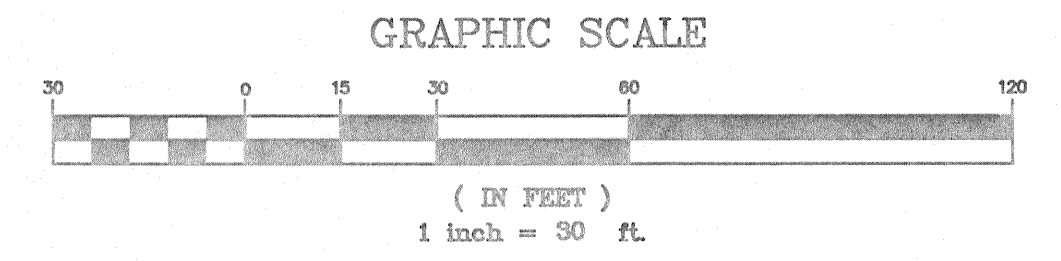 GRAPHIC SCALE
30 0 15 30 60 120
( IN FEET )
1 inch = 30 ft.